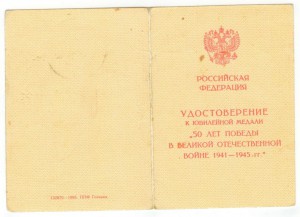 РОССИЙСКАЯ
ФЕДЕРАЦИЯ
УДОСТОВЕРЕНИЕ
К ЮБИЛЕЙНОЙ МЕДАЛИ
„50 ЛЕТ ПОБЕДЫ
В ВЕЛИКОЙ ОТЕЧЕСТВЕННОЙ
ВОЙНЕ 1941—1945 гг."